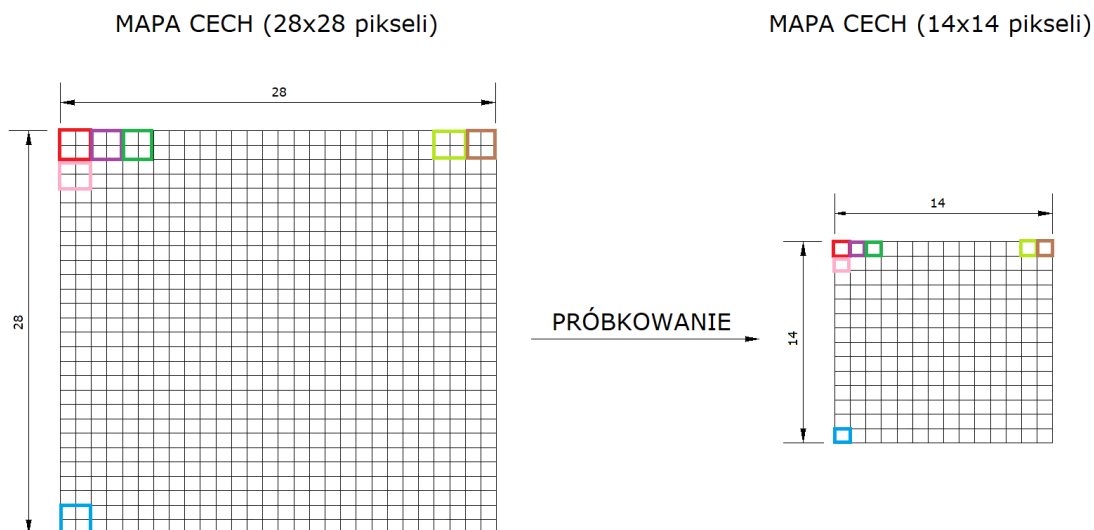 MAPA CECH (28x28 pikseli)
MAPA CECH (14x14 pikseli)
28
28
PRÓBKOWANIE
14
14